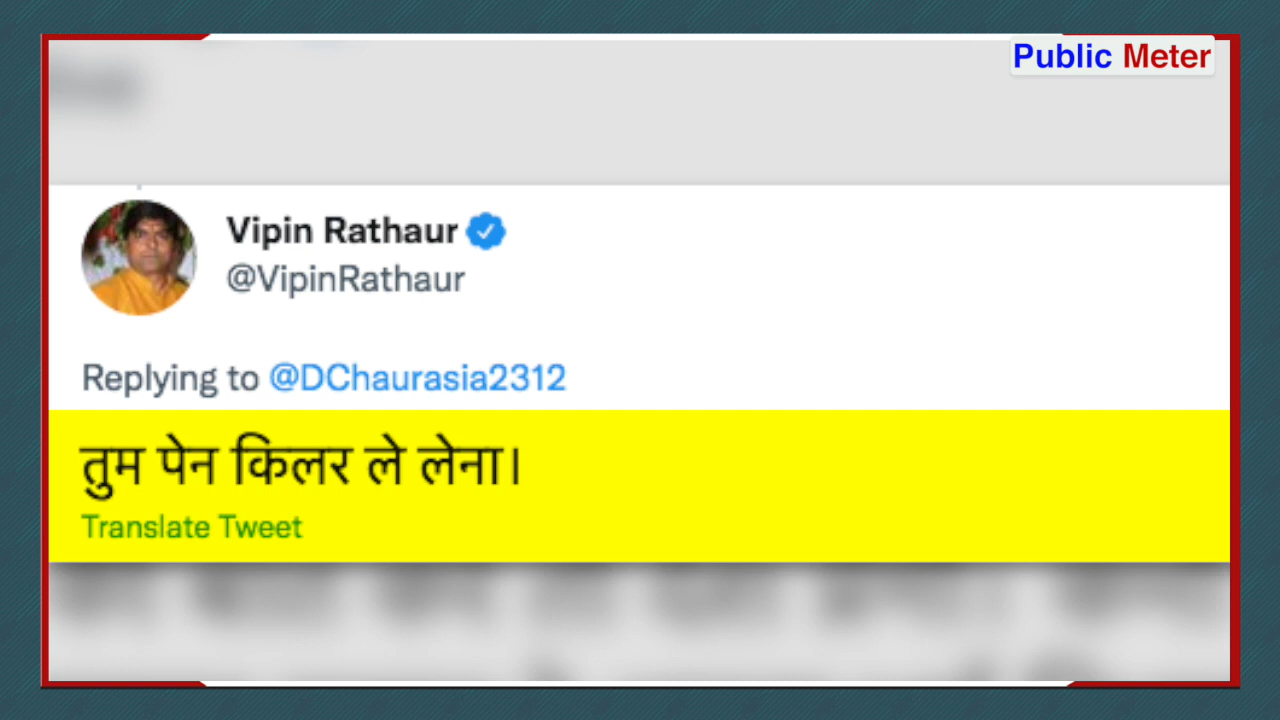 Public Meter
Vipin Rathaur
@VipinRathaur
Replying to @DChaurasia2312
तुम पेन किलर ले लेना।
Translate Tweet